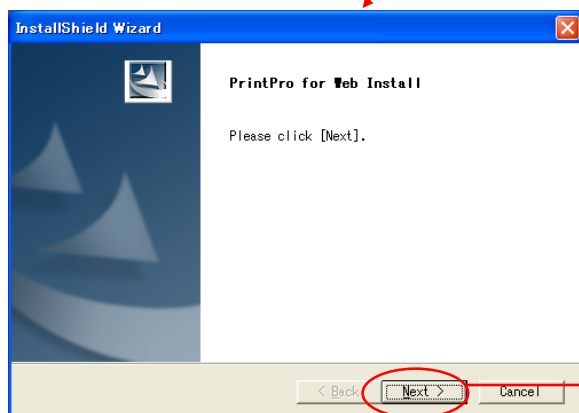 InstallShield Wizard
PrintPro for Web Install
Please click [Next].
< Back
Next >
Cancel